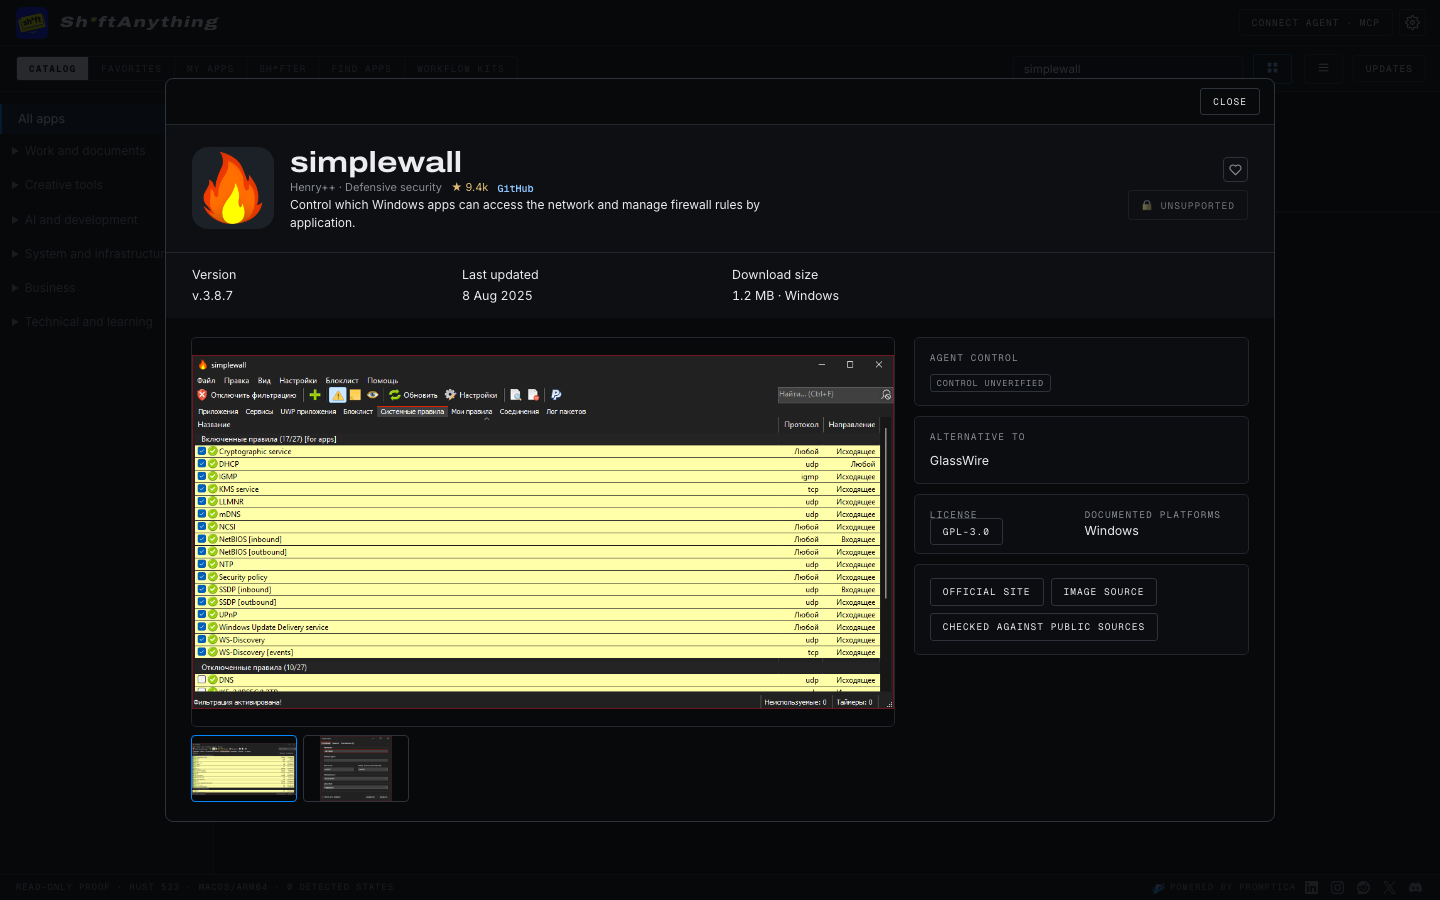 Sh*ftAnything
CONNECT AGENT · MCP
CATALOG
FAVORITES
MY APPS
SH*FTER
FIND APPS
WORKFLOW KITS
simplewall
UPDATES
All apps
Work and documents
Creative tools
AI and development
System and infrastructur
Business
Technical and learning
CLOSE
simplewall
Henry++ · Defensive security ★ 9.4k GitHub
Control which Windows apps can access the network and manage firewall rules by
application.
UNSUPPORTED
Version
v.3.8.7
Last updated
8 Aug 2025
Download size
1.2 MB · Windows
simplewall
Файл Правка Вид Настройки Блоклист Помощь
Отключить фильтрацию Обновить Настройки Найти... (Ctrl+F)
Приложения Сервисы UWP приложения Блоклист Системные правила Мои правила Соединения Лог пакетов
Название Протокол Направление
Включенные правила (17/27) [for apps]
Cryptographic service Любой Исходящее
DHCP udp Любой
IGMP igmp Исходящее
KMS service tcp Исходящее
LLMNR udp Исходящее
mDNS udp Исходящее
NCSI Любой Исходящее
NetBIOS [inbound] Любой Входящее
NetBIOS [outbound] Любой Исходящее
NTP udp Исходящее
Security policy Любой Исходящее
SSDP [inbound] udp Входящее
SSDP [outbound] udp Исходящее
UPnP Любой Исходящее
Windows Update Delivery service Любой Исходящее
WS-Discovery udp Исходящее
WS-Discovery [events] tcp Исходящее
Отключенные правила (10/27)
DNS udp Исходящее
Фильтрация активирована! Неиспользуемые: 0 Таймеры: 0
AGENT CONTROL
CONTROL UNVERIFIED
ALTERNATIVE TO
GlassWire
LICENSE
GPL-3.0
DOCUMENTED PLATFORMS
Windows
OFFICIAL SITE
IMAGE SOURCE
CHECKED AGAINST PUBLIC SOURCES
READ-ONLY PROOF · RUST 533 · MACOS/ARM64 · 0 DETECTED STATES
POWERED BY PROMPTICA